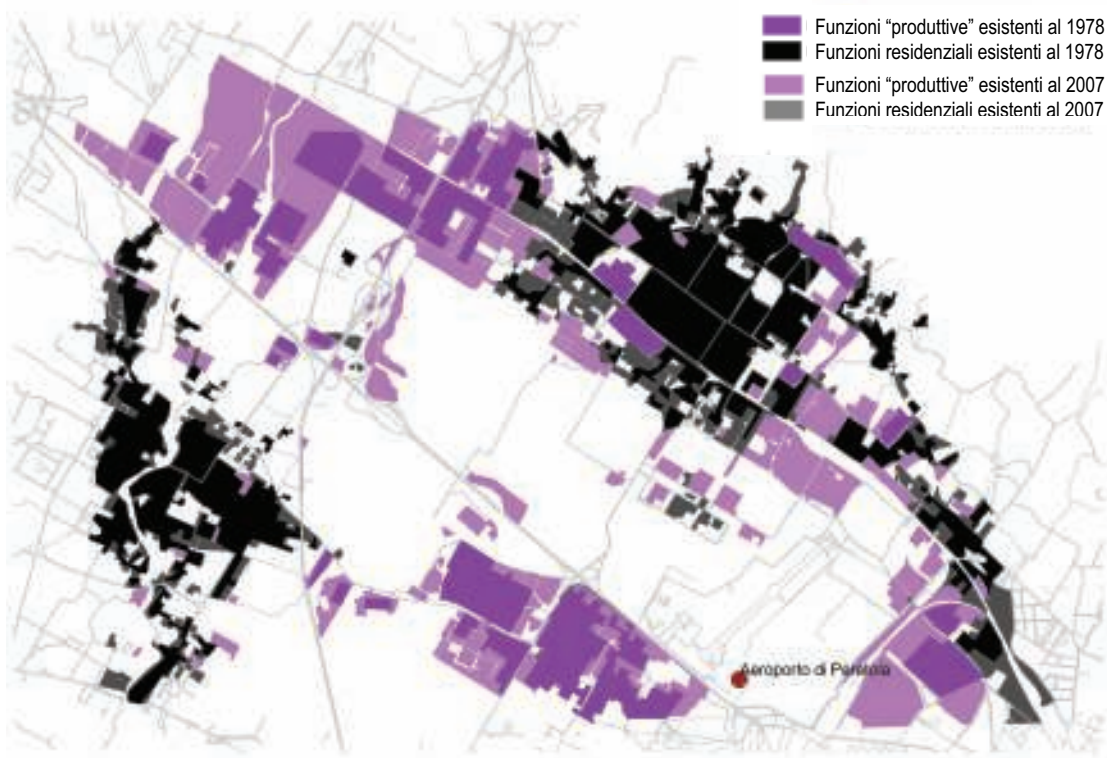 Funzioni “produttive” esistenti al 1978
Funzioni residenziali esistenti al 1978
Funzioni “produttive” esistenti al 2007
Funzioni residenziali esistenti al 2007
Aeroporto di Peretola